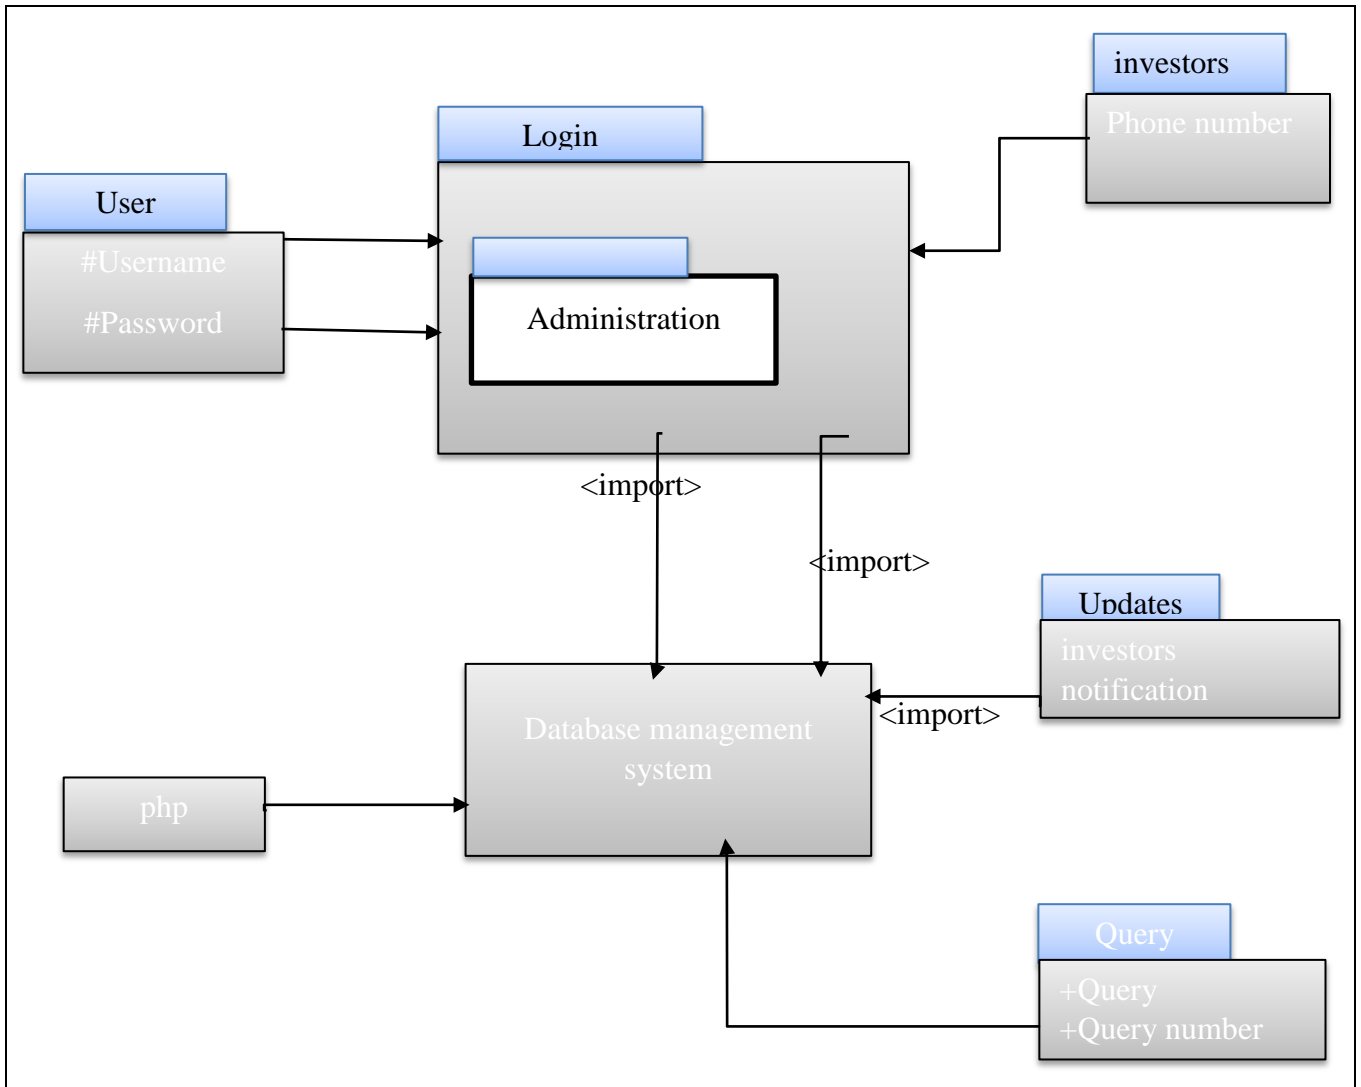 investors
Phone number
Login
User
#Username
#Password
Administration
<import>
<import>
Updates
investors
notification
<import>
Database management
system
php
Query
+Query
+Query number